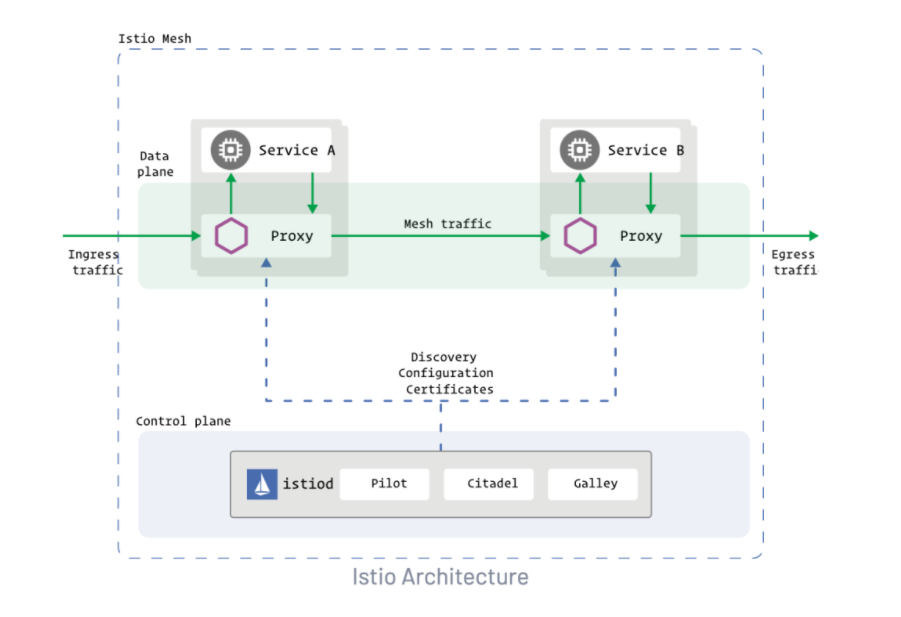 Istio Mesh
Data
plane
Service A
Service B
Proxy
Mesh traffic
Proxy
Ingress
traffic
Egress
traffi
Discovery
Configuration
Certificates
Control plane
istiod
Pilot
Citadel
Galley
Istio Architecture